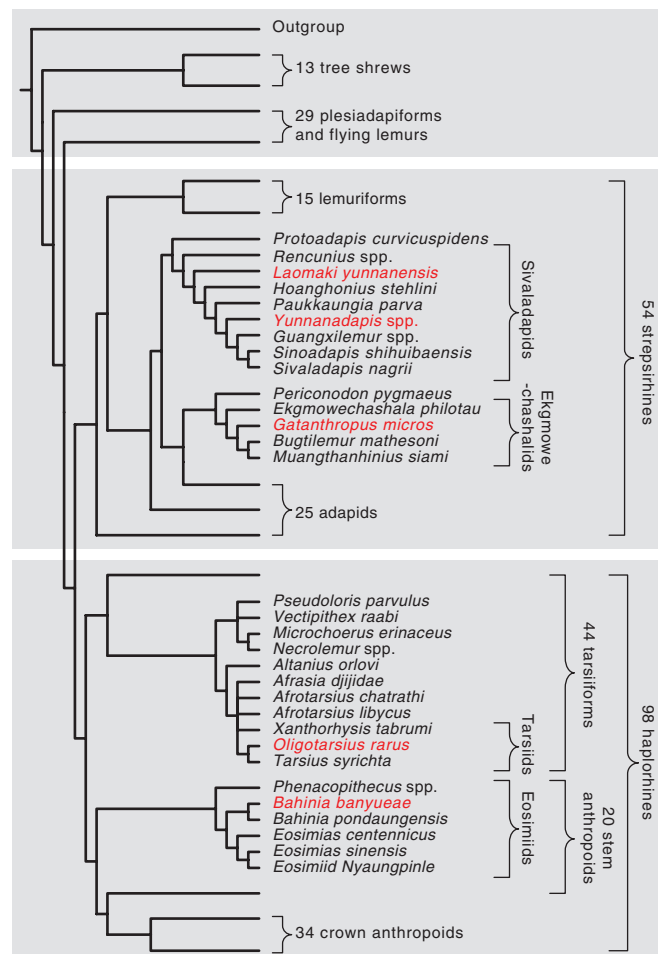 Outgroup
13 tree shrews
29 plesiadapiforms
and flying lemurs
15 lemuriforms
Protoadapis curvicuspidens
Rencunius spp.
Laomaki yunnanensis
Hoanghonius stehlini
Paukkaungia parva
Yunnanadapis spp.
Guangxilemur spp.
Sinoadapis shihuibaensis
Sivaladapis nagrii
Sivaladapids
Periconodon pygmaeus
Ekgmowechashala philotau
Gatanthropus micros
Bugtilemur mathesoni
Muangthanhinius siami
Ekgmowe
-chashalids
25 adapids
54 strepsirhines
Pseudoloris parvulus
Vectipithex raabi
Microchoerus erinaceus
Necrolemur spp.
Altanius orlovi
Afrasia djijidae
Afrotarsius chatrathi
Afrotarsius libycus
Xanthorhysis tabrumi
Oligotarsius rarus
Tarsius syrichta
Tarsiids
44 tarsiiforms
Phenacopithecus spp.
Bahinia banyueae
Bahinia pondaungensis
Eosimias centennicus
Eosimias sinensis
Eosimiid Nyaungpinle
Eosimiids
20 stem
anthropoids
34 crown anthropoids
98 haplorhines